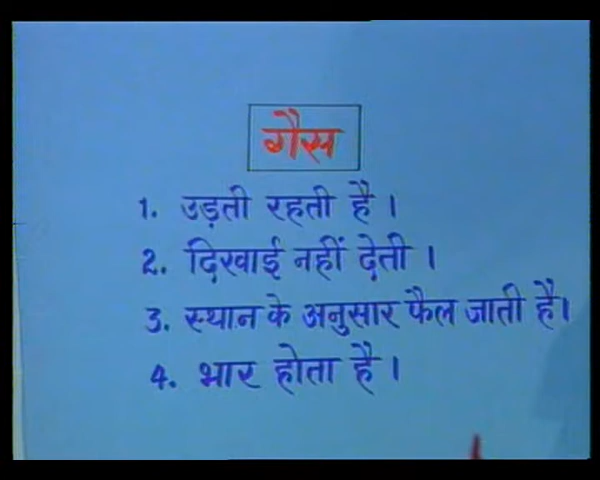 गैस
1. उड़ती रहती है।
2. दिखाई नहीं देती।
3. स्थान के अनुसार फैल जाती है।
4. भार होता है।